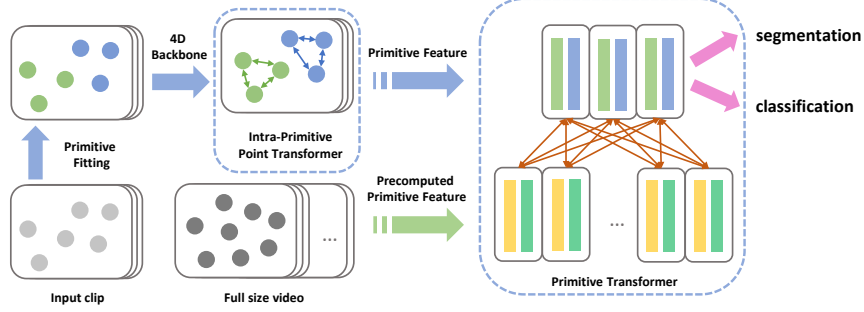 4D
Backbone
Primitive Feature
segmentation
classification
Primitive
Fitting
Intra-Primitive
Point Transformer
Precomputed
Primitive Feature
...
...
Input clip
Full size video
Primitive Transformer